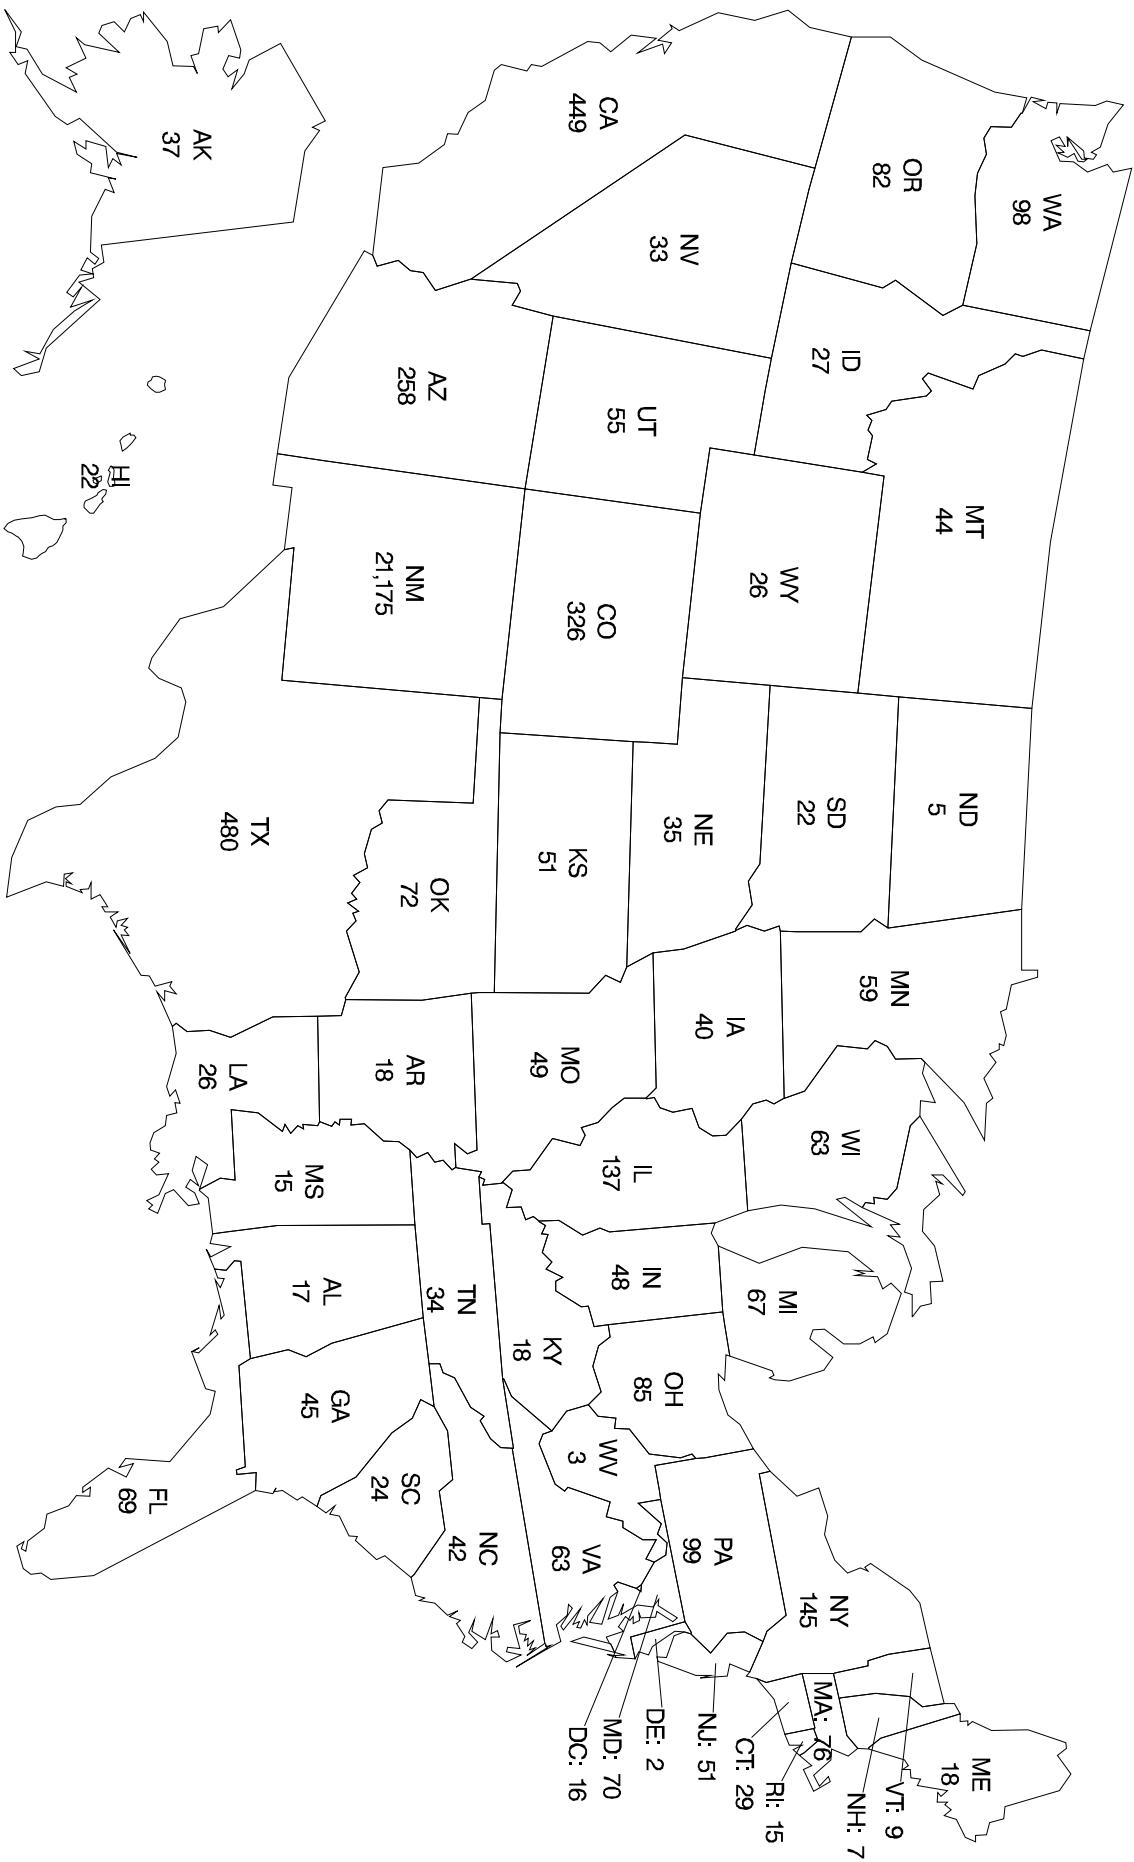 WA
98
OR
82
CA
449
NV
33
ID
27
MT
44
WY
26
UT
55
AZ
258
CO
326
NM
21,175
ND
5
SD
22
NE
35
KS
51
OK
72
TX
480
MN
59
IA
40
MO
49
AR
18
LA
26
WI
63
IL
137
MS
15
MI
67
IN
48
OH
85
KY
18
TN
34
AL
17
GA
45
FL
69
SC
24
NC
42
VA
63
WV
3
PA
99
NY
145
ME
18
VT: 9
NH: 7
MA: 76
RI: 15
CT: 29
NJ: 51
DE: 2
MD: 70
DC: 16
AK
37
HI
22